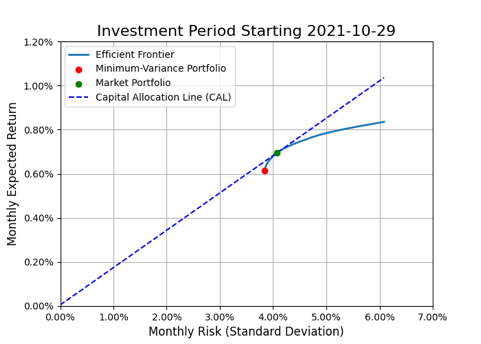 Investment Period Starting 2021-10-29
1.20%
1.00%
0.80%
0.60%
0.40%
0.20%
0.00%
Monthly Expected Return
Efficient Frontier
Minimum-Variance Portfolio
Market Portfolio
Capital Allocation Line (CAL)
0.00% 1.00% 2.00% 3.00% 4.00% 5.00% 6.00% 7.00%
Monthly Risk (Standard Deviation)